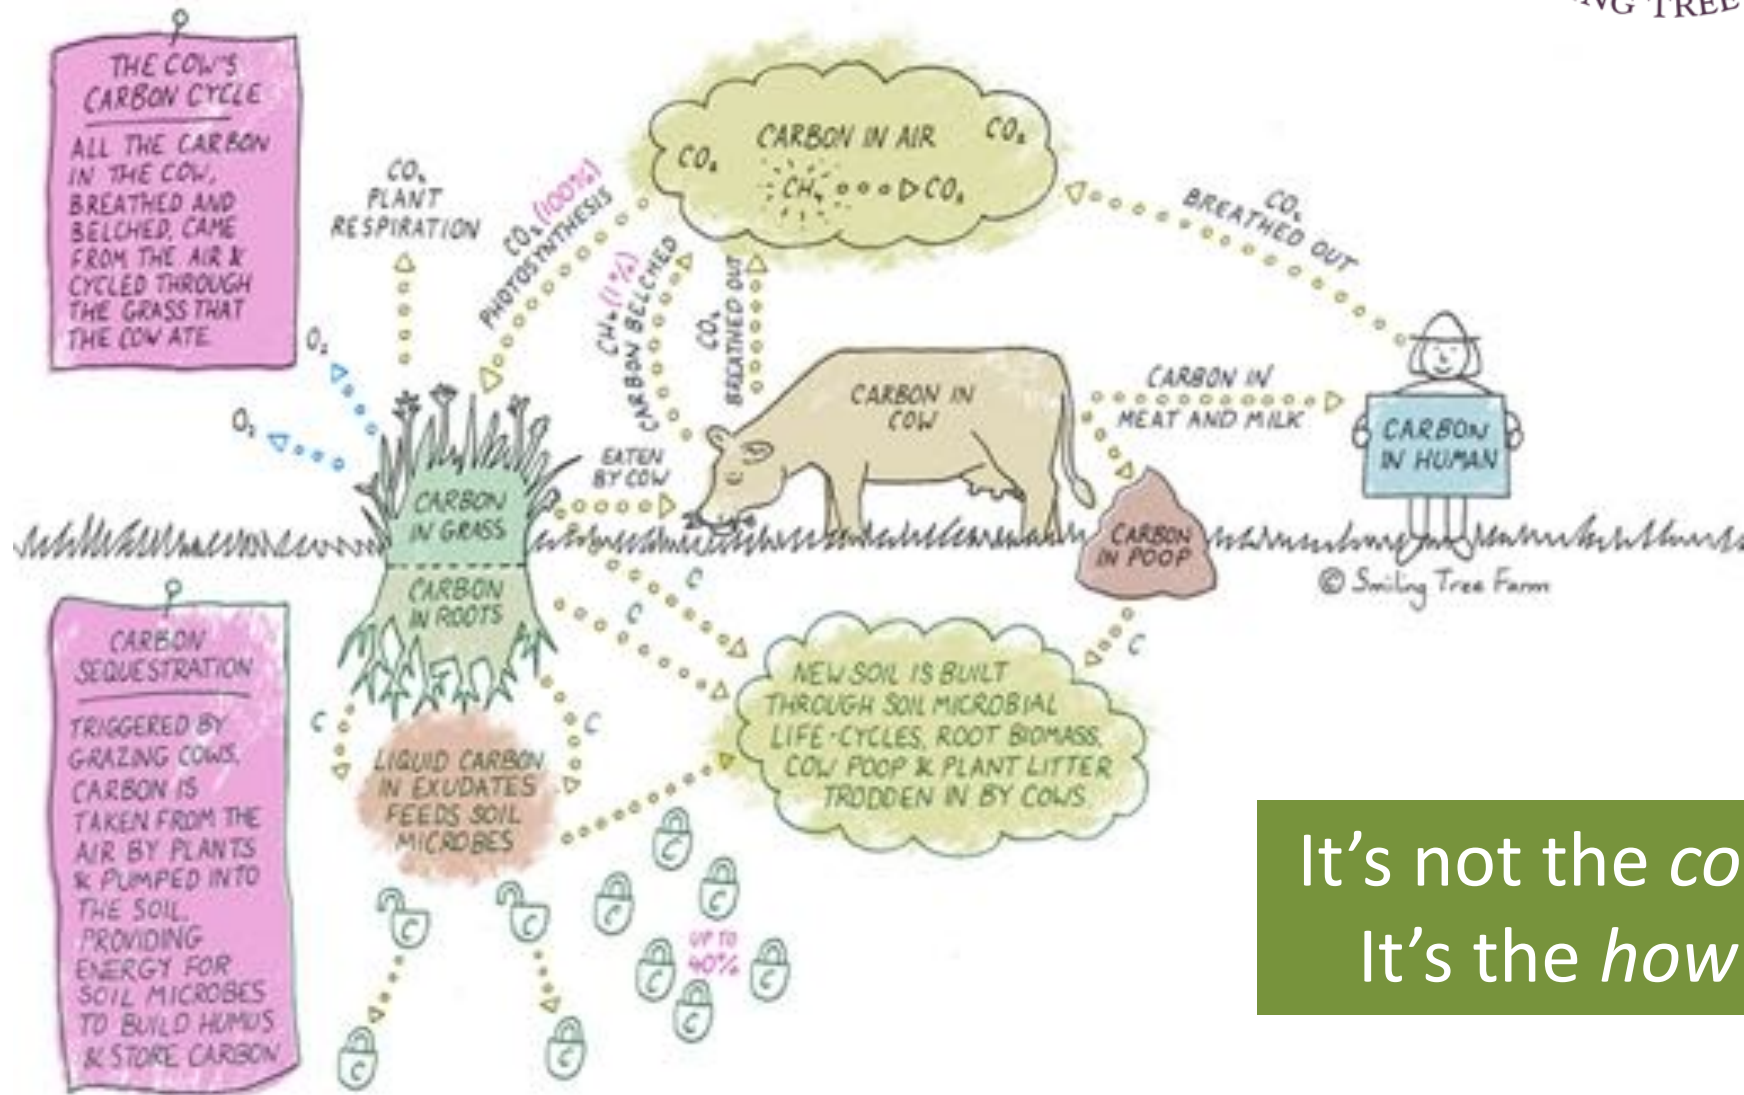 NG TREE
THE COW'S
CARBON CYCLE
ALL THE CARBON
IN THE COW,
BREATHED AND
BELCHED, CAME
FROM THE AIR &
CYCLED THROUGH
THE GRASS THAT
THE COW ATE
CO₂
PLANT
RESPIRATION
O₂
O₂
CO₂ (100%)
PHOTOSYNTHESIS
CARBON IN AIR
CO₂
CO₂
CH₄ CO₂
CH₄ (1%)
CARBON BELCHED
CO₂
BREATHED OUT
CO₂
BREATHED OUT
CARBON IN
COW
CARBON IN
MEAT AND MILK
CARBON
IN HUMAN
EATEN
BY COW
CARBON
IN GRASS
CARBON
IN ROOTS
CARBON
IN POOP
© Smiling Tree Farm
C
C
C
CARBON
SEQUESTRATION
TRIGGERED BY
GRAZING COWS,
CARBON IS
TAKEN FROM THE
AIR BY PLANTS
& PUMPED INTO
THE SOIL,
PROVIDING
ENERGY FOR
SOIL MICROBES
TO BUILD HUMUS
& STORE CARBON
C
C
LIQUID CARBON
IN EXUDATES
FEEDS SOIL
MICROBES
NEW SOIL IS BUILT
THROUGH SOIL MICROBIAL
LIFE-CYCLES, ROOT BIOMASS,
COW POOP & PLANT LITTER
TRODDEN IN BY COWS
C
C
C
C
C
C
C
C
C
UP TO
40%
It's not the co
It's the how